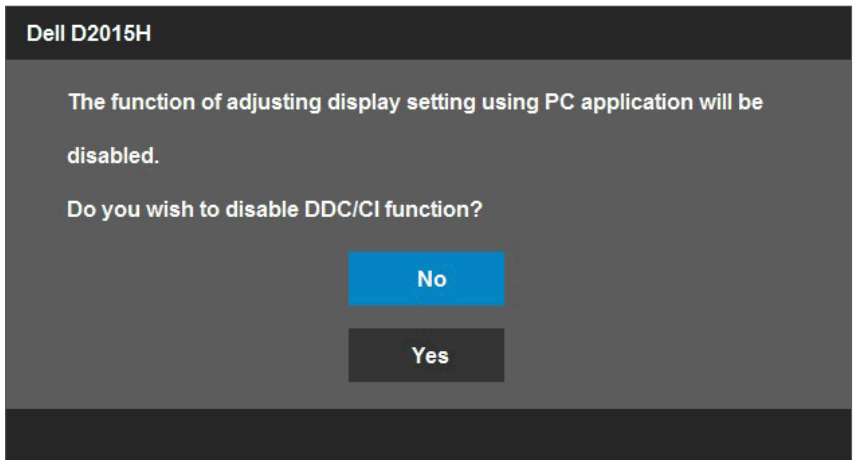 Dell D2015H
The function of adjusting display setting using PC application will be
disabled.
Do you wish to disable DDC/CI function?
No
Yes